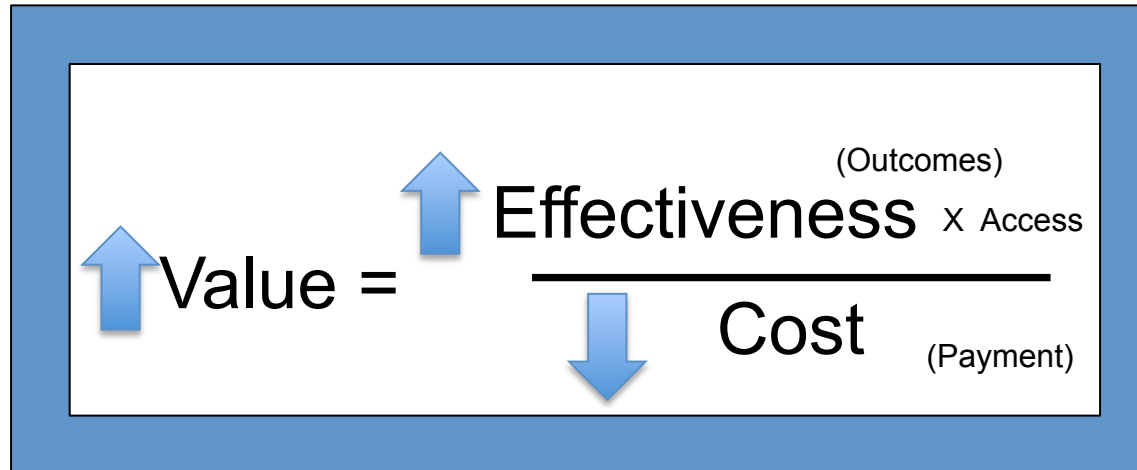 (Outcomes)
Effectiveness X Access
Value =
Cost
(Payment)